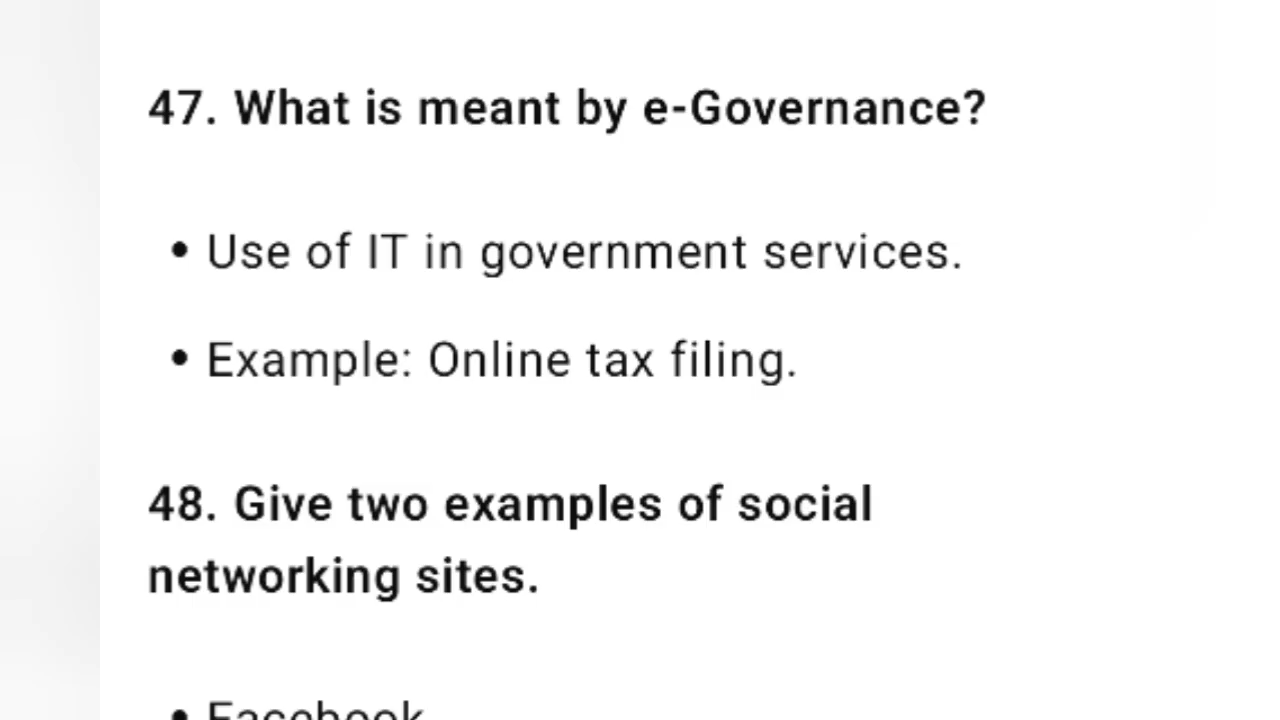 47. What is meant by e-Governance?
• Use of IT in government services.
• Example: Online tax filing.
48. Give two examples of social
networking sites.
• Facebook